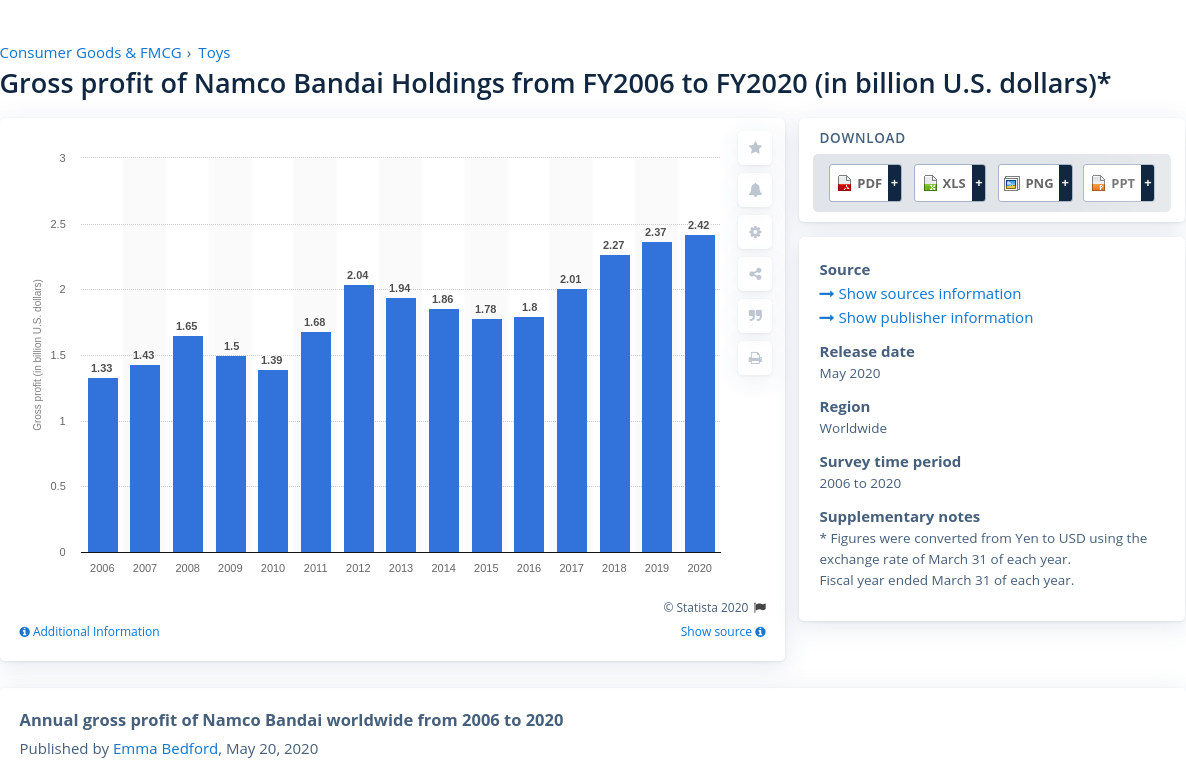 Consumer Goods & FMCG › Toys
Gross profit of Namco Bandai Holdings from FY2006 to FY2020 (in billion U.S. dollars)*
Gross profit (in billion U.S. dollars)
3
2.5
2
1.5
1
0.5
0
1.33
1.43
1.65
1.5
1.39
1.68
2.04
1.94
1.86
1.78
1.8
2.01
2.27
2.37
2.42
2006 2007 2008 2009 2010 2011 2012 2013 2014 2015 2016 2017 2018 2019 2020
© Statista 2020
Additional Information
Show source
DOWNLOAD
PDF + XLS + PNG + PPT +
Source
Show sources information
Show publisher information
Release date
May 2020
Region
Worldwide
Survey time period
2006 to 2020
Supplementary notes
* Figures were converted from Yen to USD using the
exchange rate of March 31 of each year.
Fiscal year ended March 31 of each year.
Annual gross profit of Namco Bandai worldwide from 2006 to 2020
Published by Emma Bedford, May 20, 2020